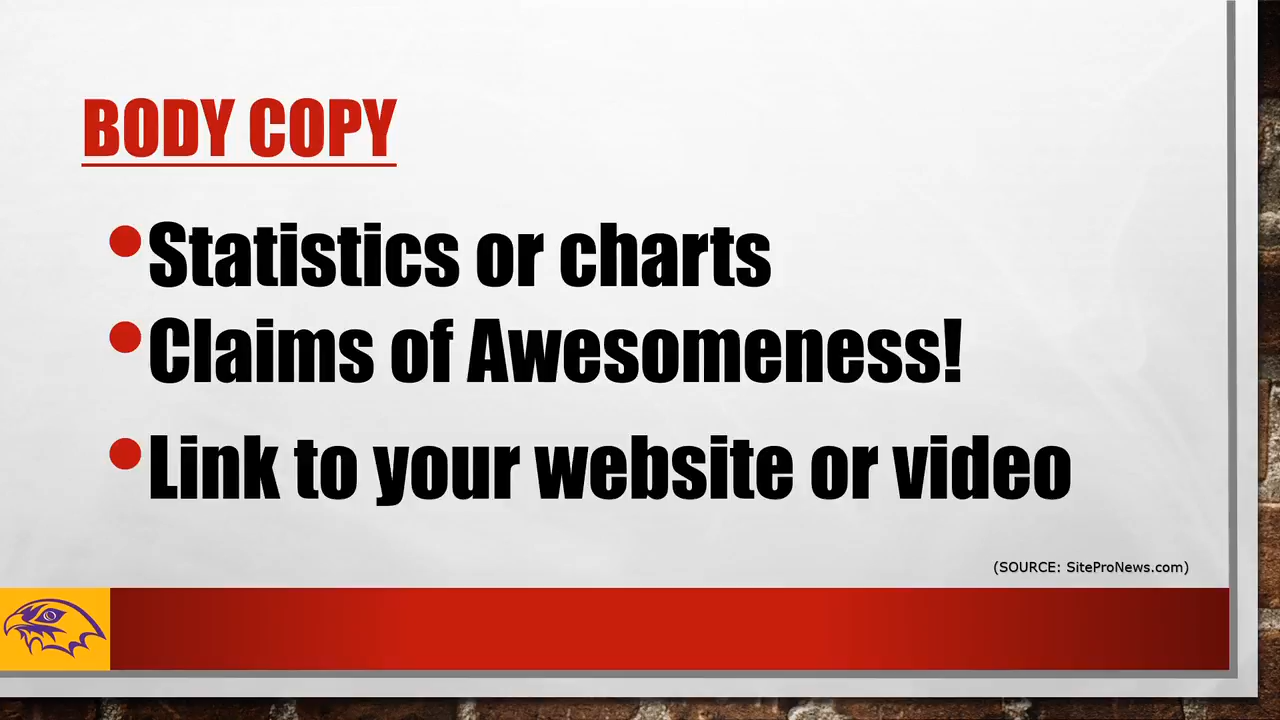 BODY COPY
•Statistics or charts
•Claims of Awesomeness!
•Link to your website or video
(SOURCE: SiteProNews.com)